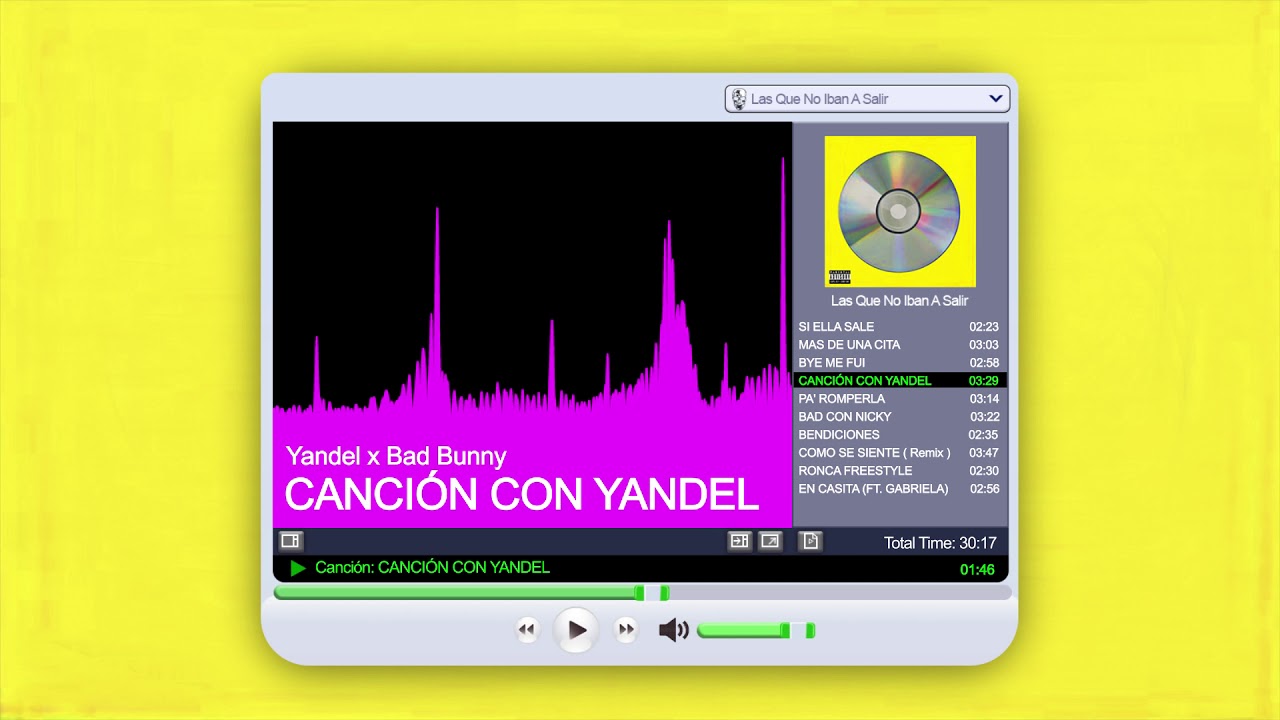 Las Que No Iban A Salir
Las Que No Iban A Salir
SI ELLA SALE 02:23
MAS DE UNA CITA 03:03
BYE ME FUI 02:58
CANCIÓN CON YANDEL 03:29
PA' ROMPERLA 03:14
BAD CON NICKY 03:22
BENDICIONES 02:35
COMO SE SIENTE ( Remix ) 03:47
RONCA FREESTYLE 02:30
EN CASITA (FT. GABRIELA) 02:56
Yandel x Bad Bunny
CANCIÓN CON YANDEL
Total Time: 30:17
Canción: CANCIÓN CON YANDEL 01:46